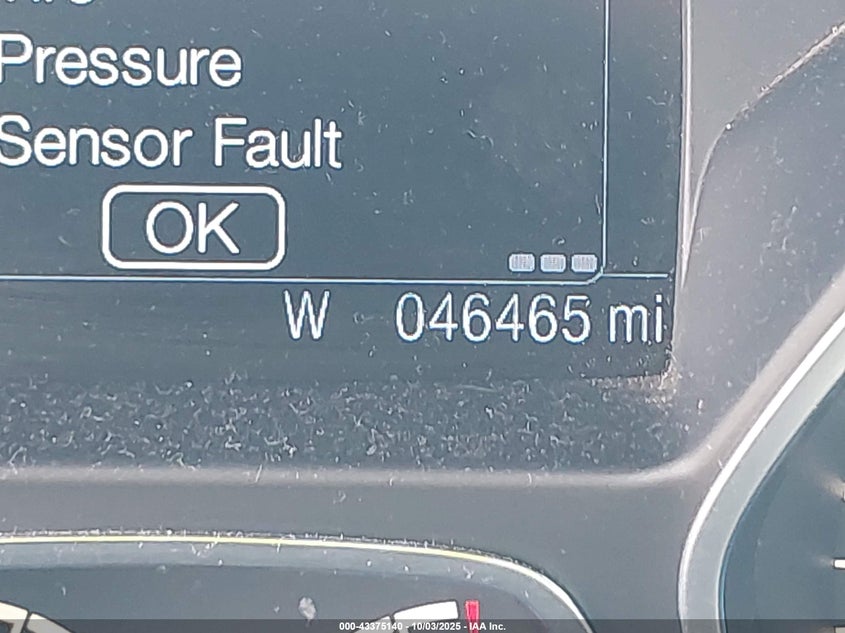 Pressure
Sensor Fault
OK
W 046465 mi
000-43375140 - 10/03/2025 - IAA Inc.